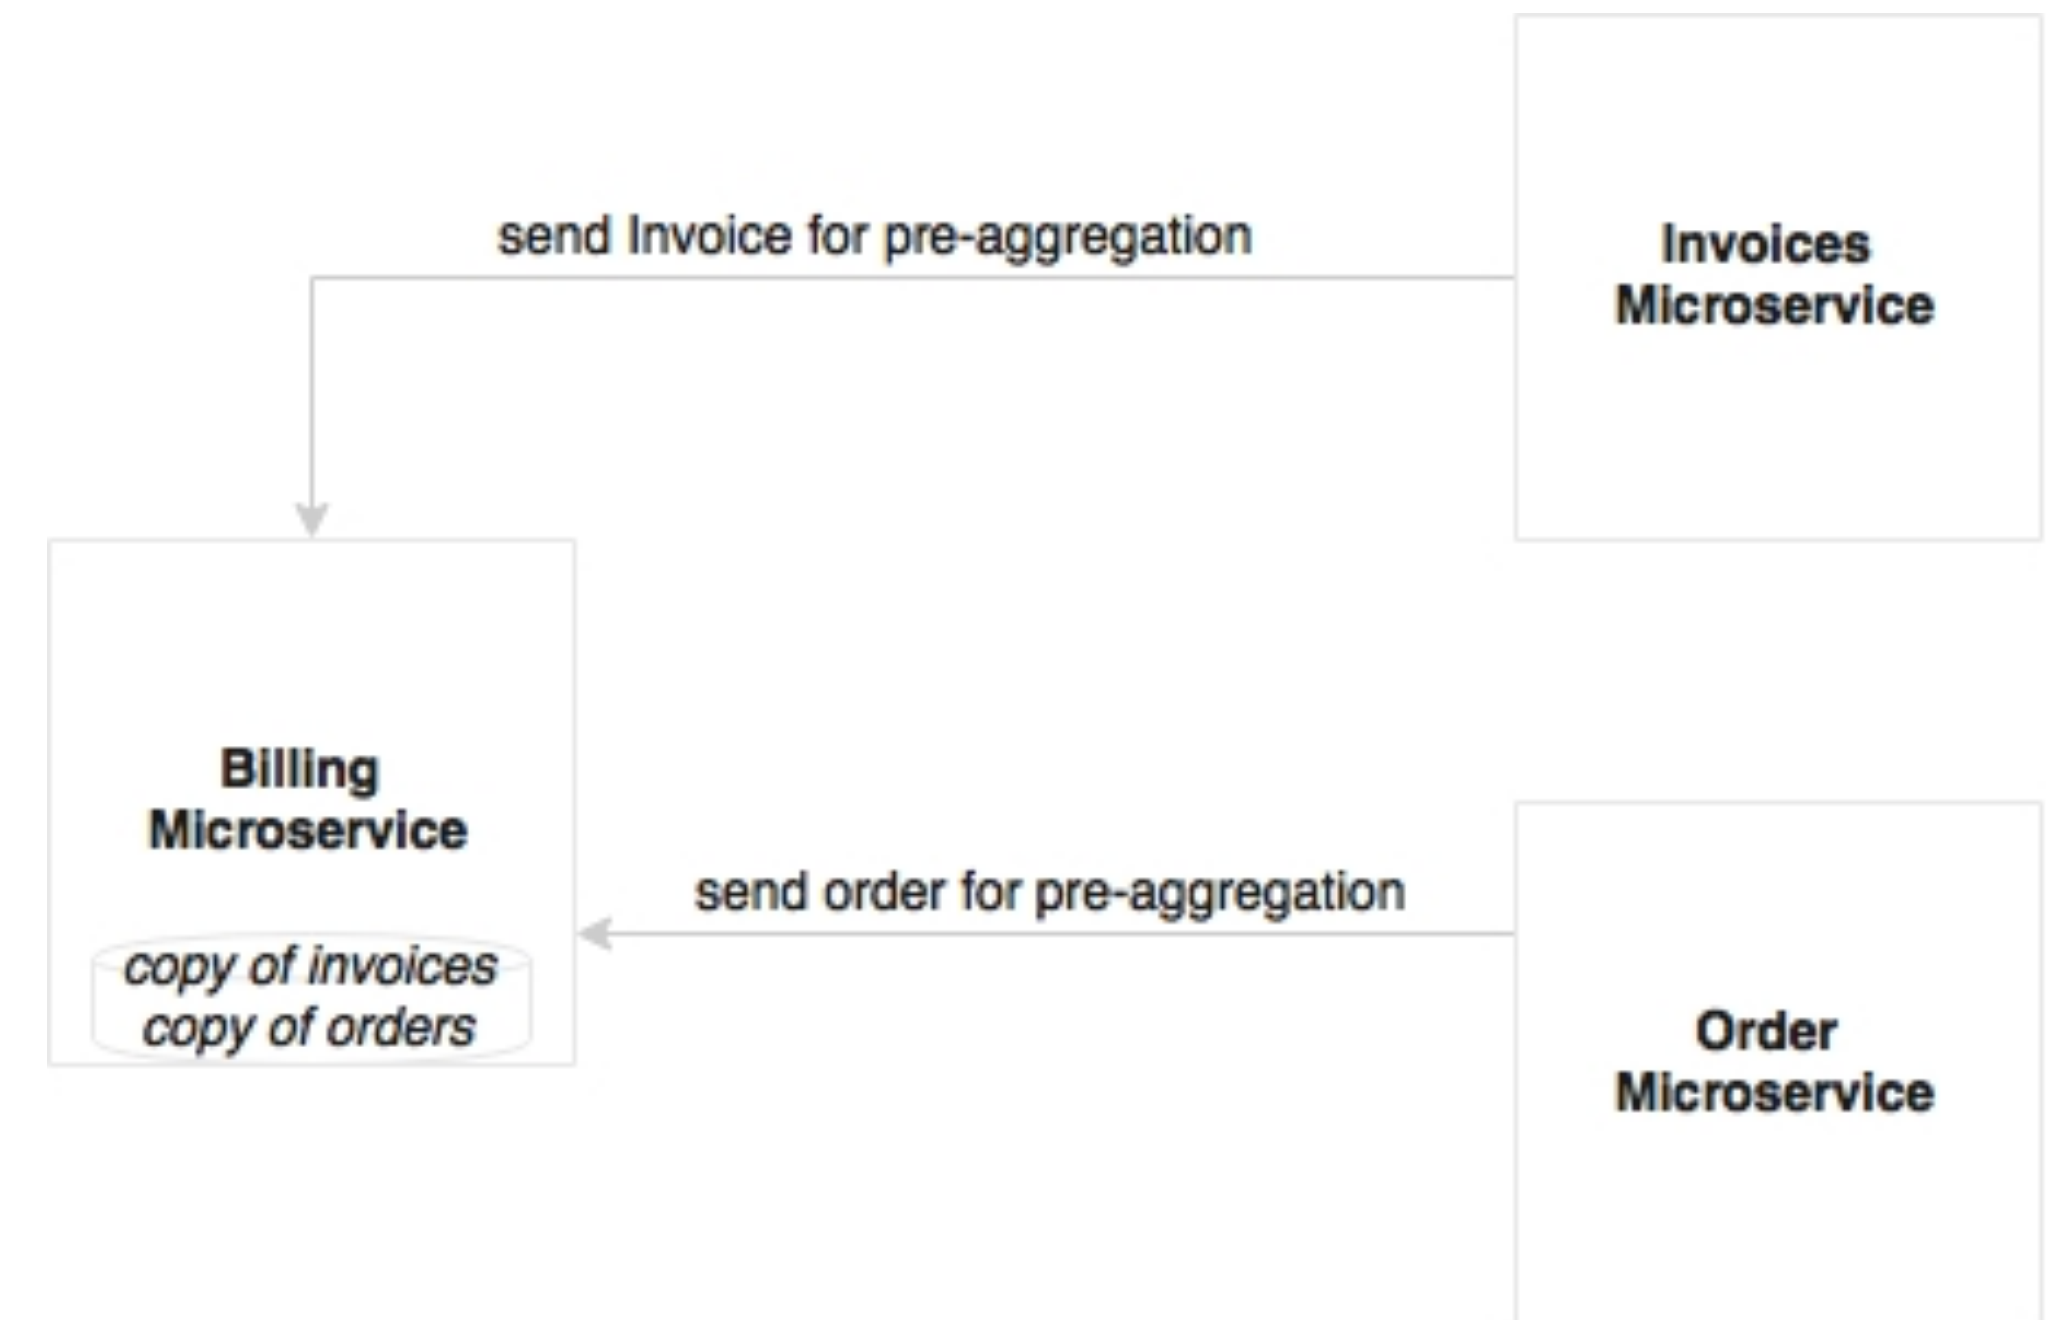 send Invoice for pre-aggregation
Invoices
Microservice
Billing
Microservice
copy of invoices
copy of orders
send order for pre-aggregation
Order
Microservice